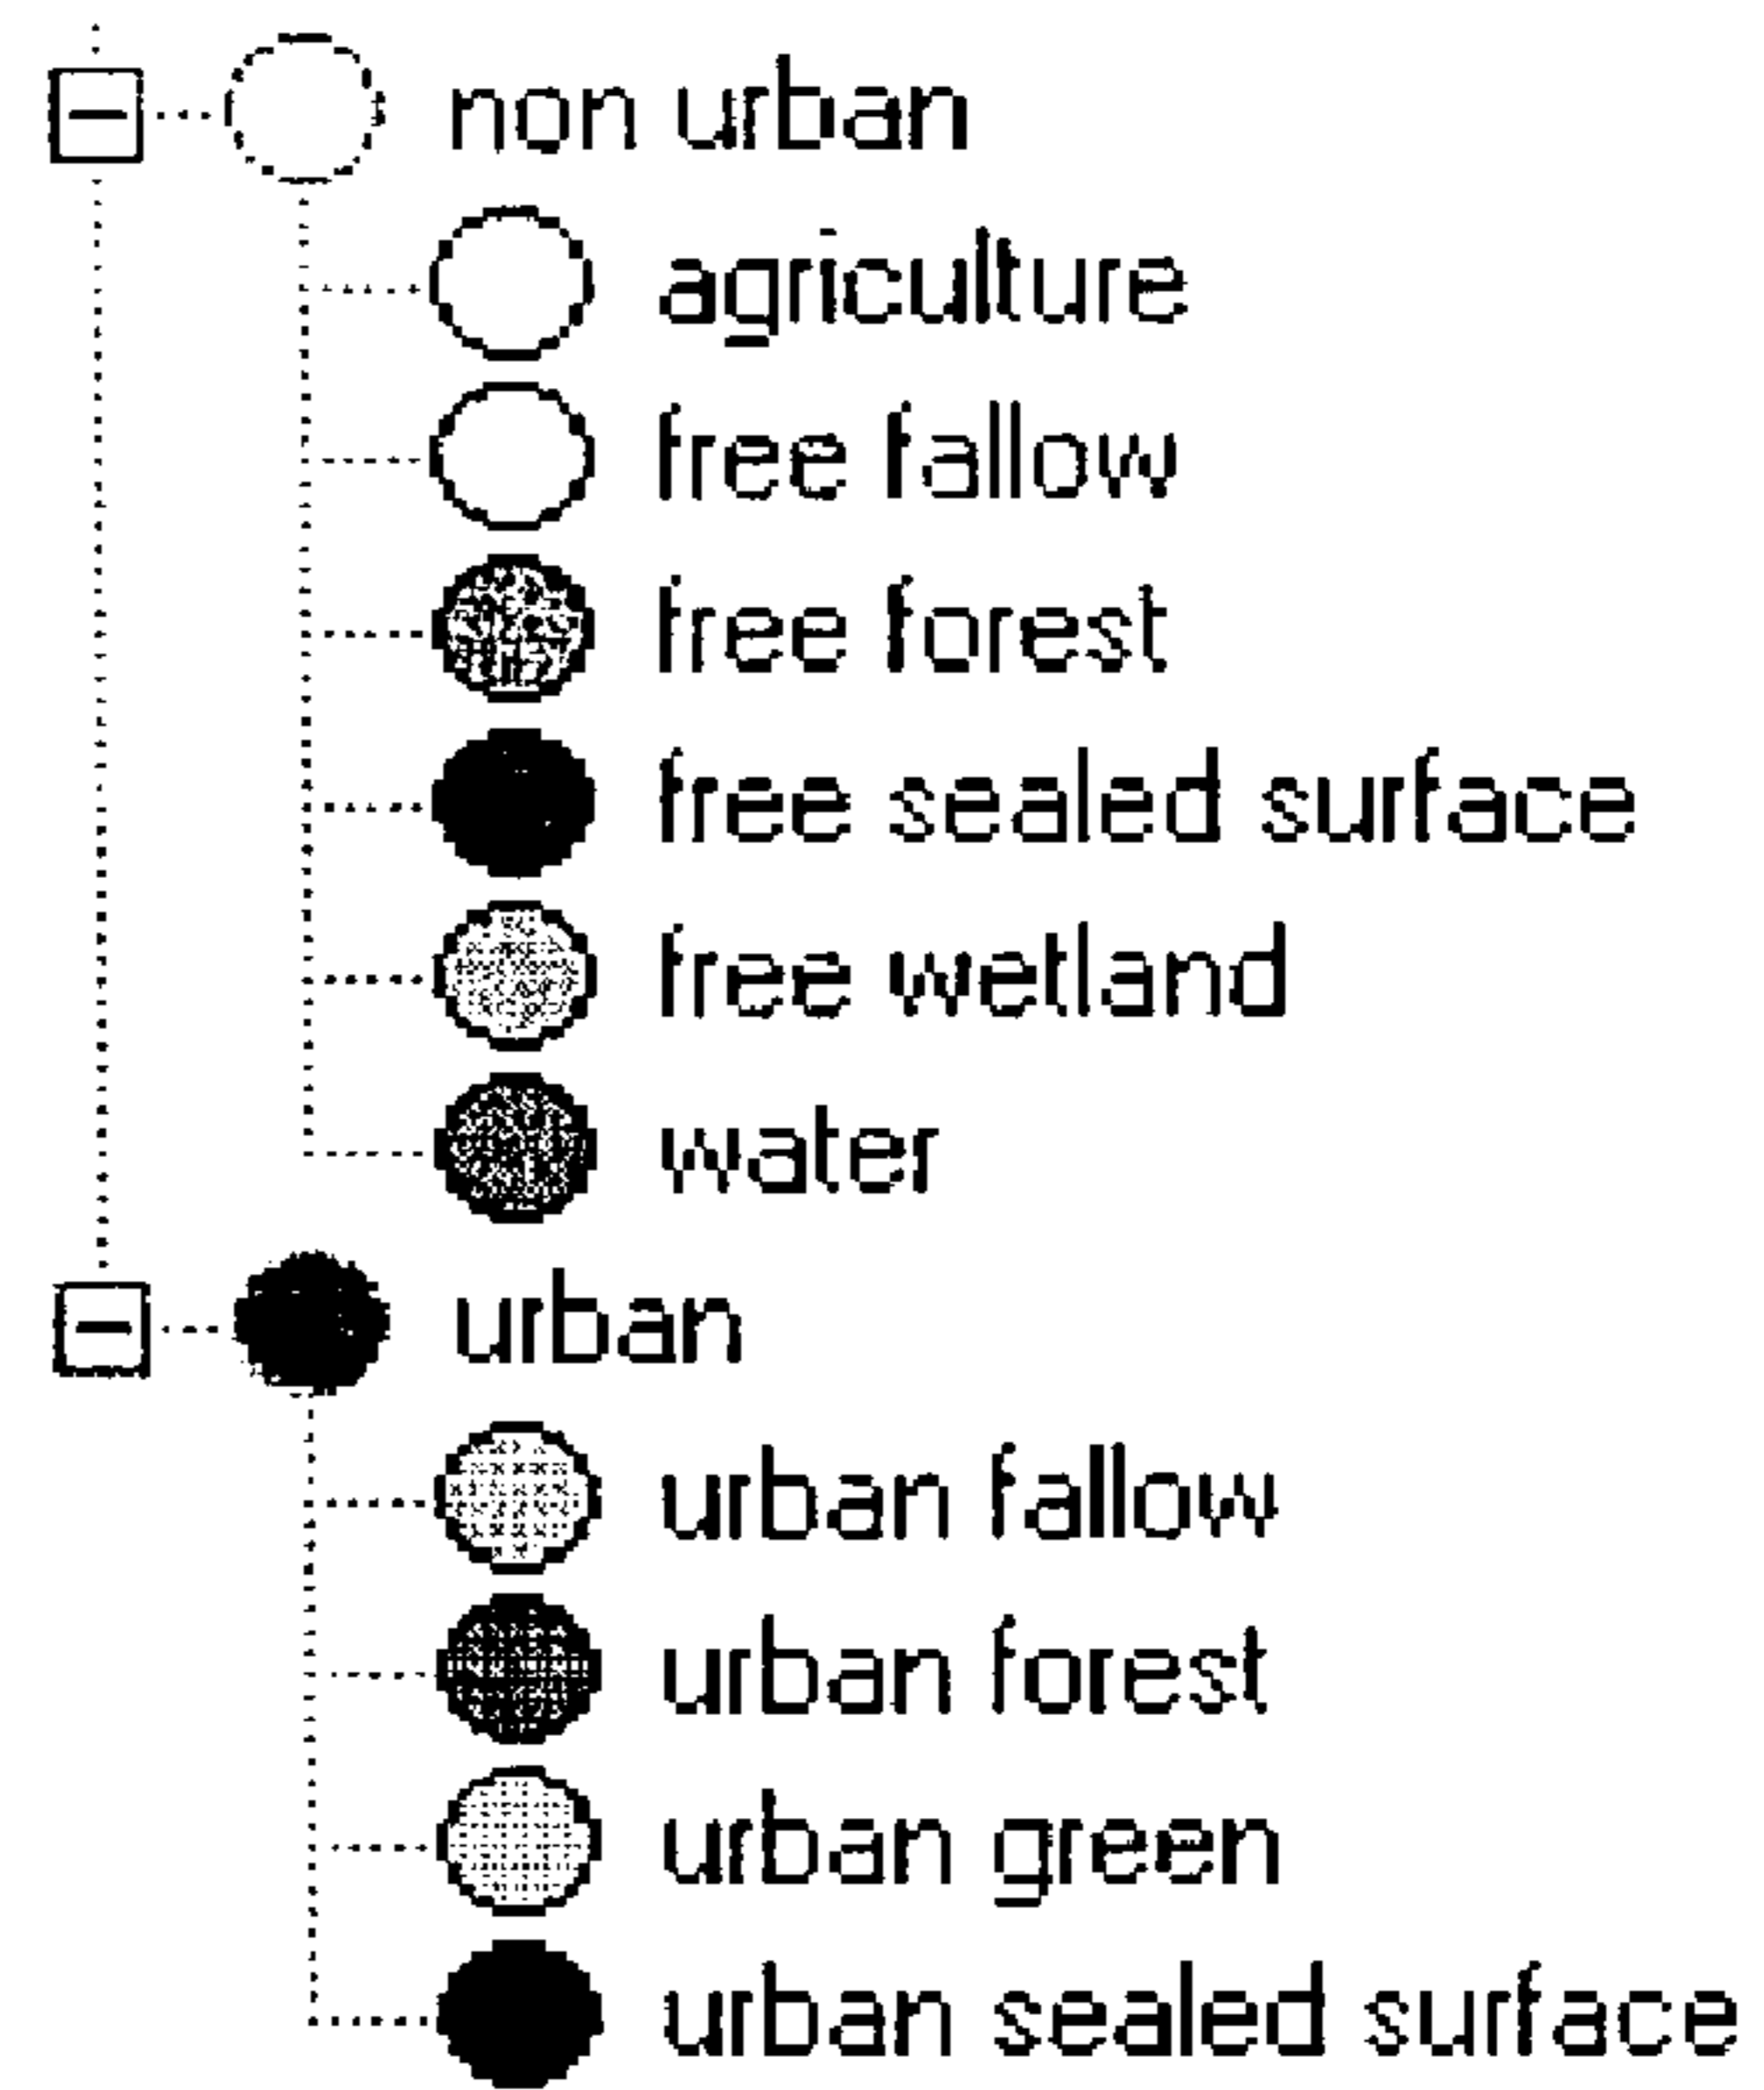 non urban
agriculture
free fallow
free forest
free sealed surface
free wetland
water
urban
urban fallow
urban forest
urban green
urban sealed surface